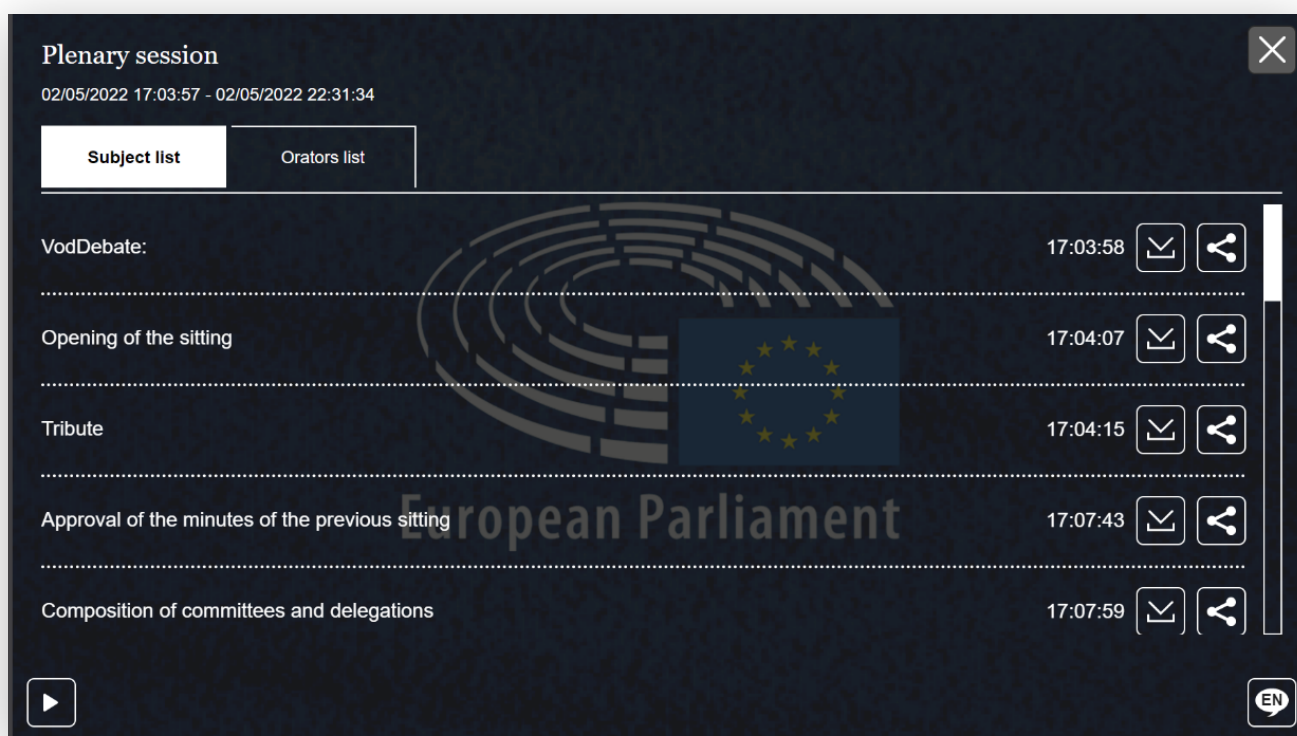 Plenary session
02/05/2022 17:03:57 - 02/05/2022 22:31:34
Subject list Orators list
VodDebate: 17:03:58
Opening of the sitting 17:04:07
Tribute 17:04:15
Approval of the minutes of the previous sitting 17:07:43
European Parliament
Composition of committees and delegations 17:07:59
EN